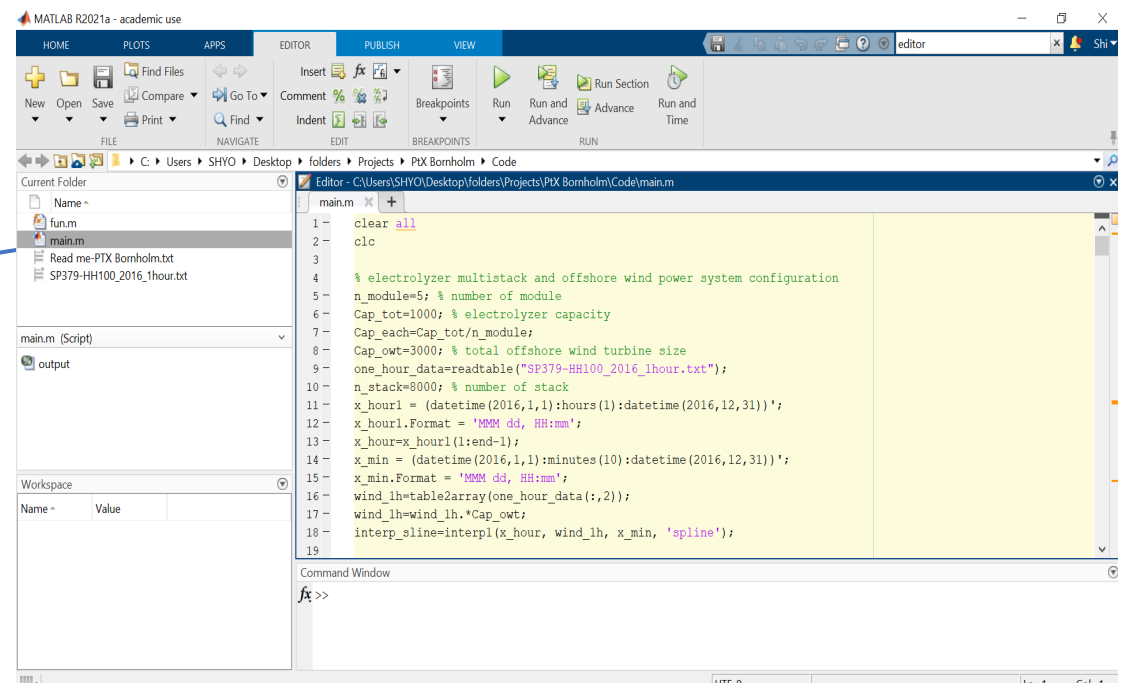 MATLAB R2021a - academic use
HOME PLOTS APPS EDITOR PUBLISH VIEW editor Shi
Find Files Insert fx
New Open Save Compare Go To Comment % Breakpoints Run Run and Advance Run Section Advance Run and Time
Print Find Indent
FILE NAVIGATE EDIT BREAKPOINTS RUN
C: Users SHYO Desktop folders Projects PtX Bornholm Code
Current Folder
Name
fun.m
main.m
Read me-PTX Bornholm.txt
SP379-HH100_2016_1hour.txt
main.m (Script)
output
Workspace
Name Value
Editor - C:\Users\SHYO\Desktop\folders\Projects\PtX Bornholm\Code\main.m
main.m +
1 - clear all
2 - clc
3
4 % electrolyzer multistack and offshore wind power system configuration
5 - n_module=5; % number of module
6 - Cap_tot=1000; % electrolyzer capacity
7 - Cap_each=Cap_tot/n_module;
8 - Cap_owt=3000; % total offshore wind turbine size
9 - one_hour_data=readtable("SP379-HH100_2016_1hour.txt");
10 - n_stack=8000; % number of stack
11 - x_hour1 = (datetime(2016,1,1):hours(1):datetime(2016,12,31))';
12 - x_hour1.Format = 'MMM dd, HH:mm';
13 - x_hour=x_hour1(1:end-1);
14 - x_min = (datetime(2016,1,1):minutes(10):datetime(2016,12,31))';
15 - x_min.Format = 'MMM dd, HH:mm';
16 - wind_1h=table2array(one_hour_data(:,2));
17 - wind_1h=wind_1h.*Cap_owt;
18 - interp_sline=interp1(x_hour, wind_1h, x_min, 'spline');
19
Command Window
fx >>